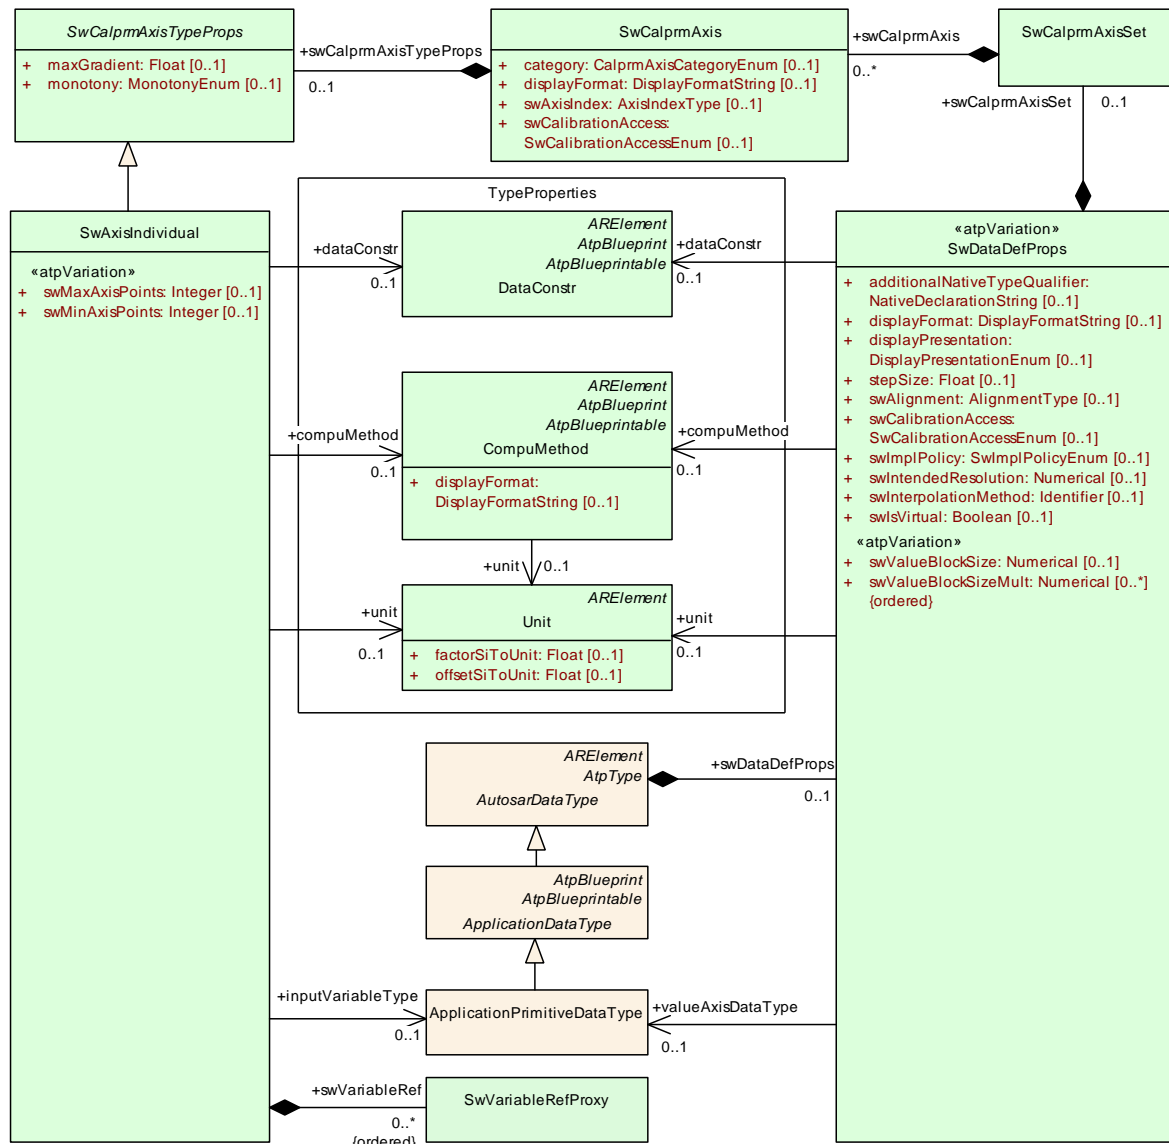 SwCalprmAxisTypeProps
+ maxGradient: Float [0..1]
+ monotony: MonotonyEnum [0..1]
+swCalprmAxisTypeProps
0..1
SwCalprmAxis
+ category: CalprmAxisCategoryEnum [0..1]
+ displayFormat: DisplayFormatString [0..1]
+ swAxisIndex: AxisIndexType [0..1]
+ swCalibrationAccess:
SwCalibrationAccessEnum [0..1]
+swCalprmAxis
0..*
SwCalprmAxisSet
+swCalprmAxisSet
0..1
SwAxisIndividual
«atpVariation»
+ swMaxAxisPoints: Integer [0..1]
+ swMinAxisPoints: Integer [0..1]
TypeProperties
+dataConstr
0..1
ARElement
AtpBlueprint
AtpBlueprintable
DataConstr
+dataConstr
0..1
+compuMethod
0..1
ARElement
AtpBlueprint
AtpBlueprintable
CompuMethod
+ displayFormat:
DisplayFormatString [0..1]
+compuMethod
0..1
+unit
0..1
+unit
0..1
ARElement
Unit
+ factorSiToUnit: Float [0..1]
+ offsetSiToUnit: Float [0..1]
+unit
0..1
«atpVariation»
SwDataDefProps
+ additionalNativeTypeQualifier:
NativeDeclarationString [0..1]
+ displayFormat: DisplayFormatString [0..1]
+ displayPresentation:
DisplayPresentationEnum [0..1]
+ stepSize: Float [0..1]
+ swAlignment: AlignmentType [0..1]
+ swCalibrationAccess:
SwCalibrationAccessEnum [0..1]
+ swImplPolicy: SwImplPolicyEnum [0..1]
+ swIntendedResolution: Numerical [0..1]
+ swInterpolationMethod: Identifier [0..1]
+ swIsVirtual: Boolean [0..1]
«atpVariation»
+ swValueBlockSize: Numerical [0..1]
+ swValueBlockSizeMult: Numerical [0..*]
{ordered}
ARElement
AtpType
AutosarDataType
+swDataDefProps
0..1
AtpBlueprint
AtpBlueprintable
ApplicationDataType
+inputVariableType
0..1
ApplicationPrimitiveDataType
+valueAxisDataType
0..1
+swVariableRef
0..*
{ordered}
SwVariableRefProxy